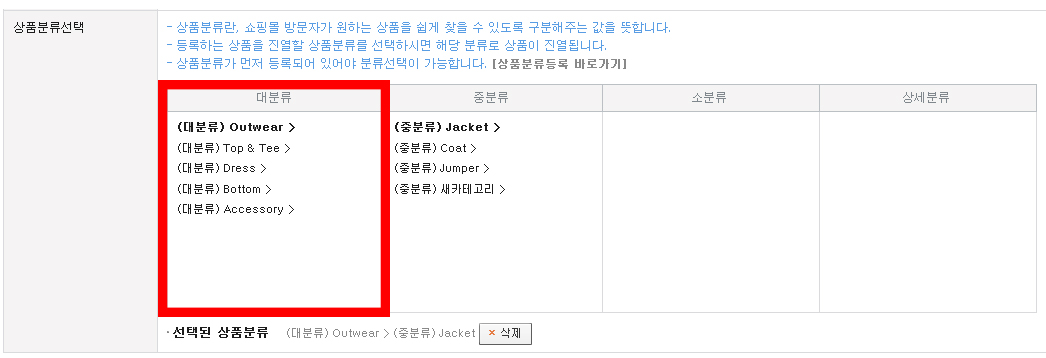 상품분류선택
- 상품분류란, 쇼핑몰 방문자가 원하는 상품을 쉽게 찾을 수 있도록 구분해주는 값을 뜻합니다.
- 등록하는 상품을 진열할 상품분류를 선택하시면 해당 분류로 상품이 진열됩니다.
- 상품분류가 먼저 등록되어 있어야 분류선택이 가능합니다. [상품분류등록 바로가기]
대분류 중분류 소분류 상세분류
(대분류) Outwear > (중분류) Jacket >
(대분류) Top & Tee > (중분류) Coat >
(대분류) Dress > (중분류) Jumper >
(대분류) Bottom > (중분류) 새카테고리 >
(대분류) Accessory >
· 선택된 상품분류 (대분류) Outwear > (중분류) Jacket × 삭제